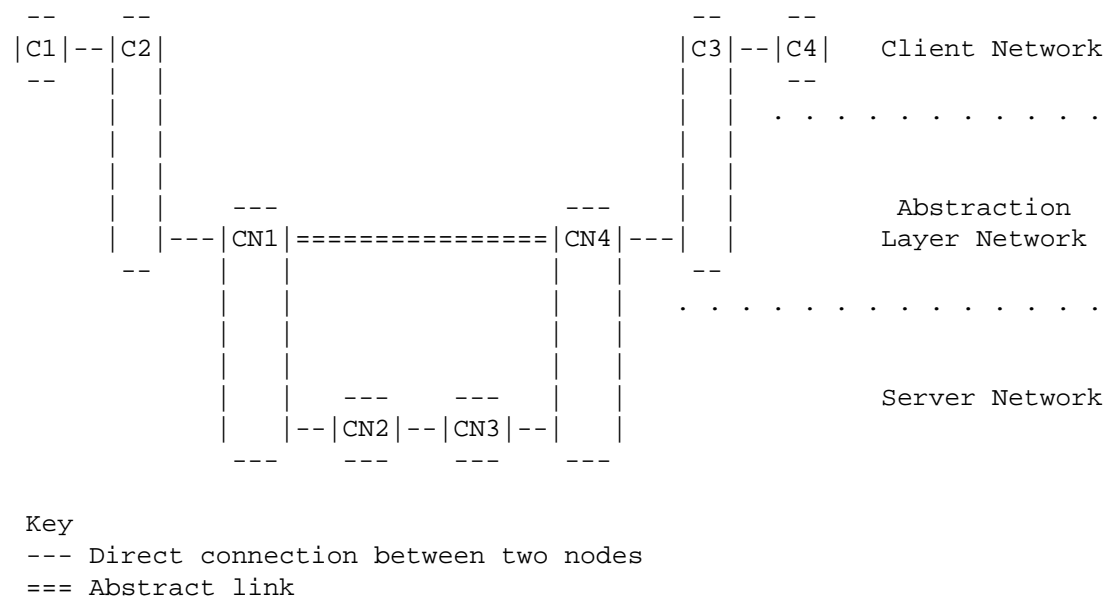 --     --                                  --     --
|C1|--|C2|                                |C3|--|C4|   Client Network
 --   |  |                                |  |   --
      |  |                                |  |  . . . . . . . . . . .
      |  |                                |  |
      |  |                                |  |
      |  |    ---                  ---    |  |          Abstraction
      |  |---|CN1|================|CN4|---|  |         Layer Network
       --    |   |                |   |    --
             |   |                |   |   . . . . . . . . . . . . . .
             |   |                |   |
             |   |                |   |
             |   |   ---    ---   |   |                Server Network
             |   |--|CN2|--|CN3|--|   |
              ---    ---    ---    ---
Key
--- Direct connection between two nodes
=== Abstract link